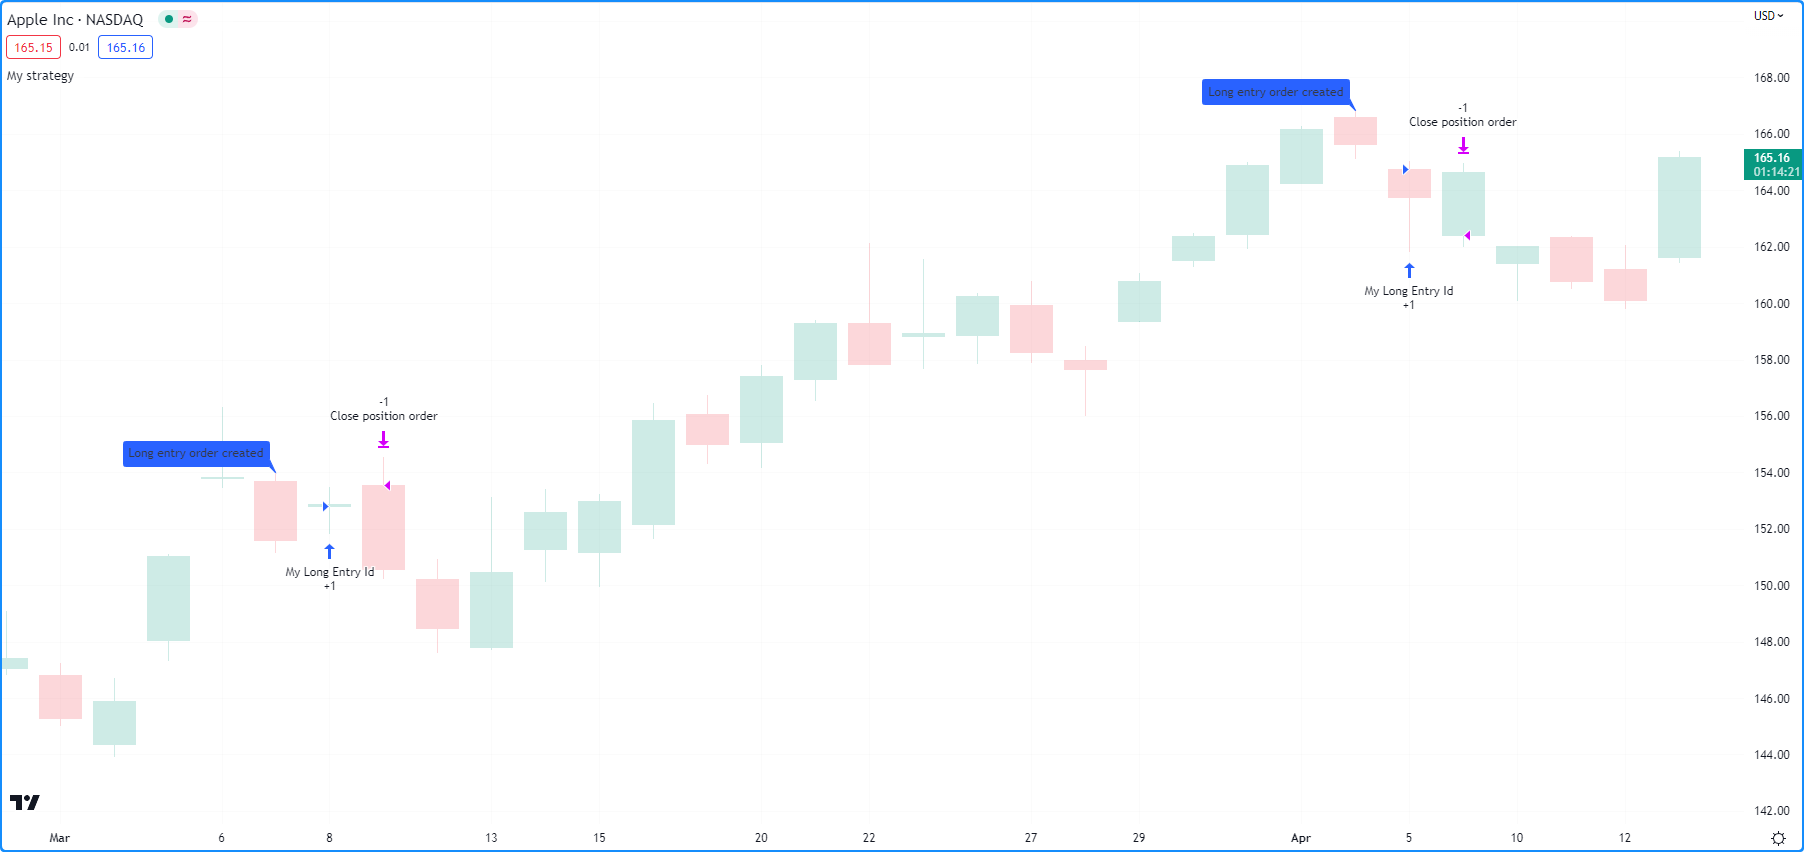 Apple Inc · NASDAQ
165.15 0.01 165.16
My strategy
USD
168.00
166.00
165.16
01:14:21
164.00
162.00
160.00
158.00
156.00
154.00
152.00
150.00
148.00
146.00
144.00
142.00
Long entry order created
-1
Close position order
My Long Entry Id
+1
Long entry order created
-1
Close position order
My Long Entry Id
+1
Mar 6 8 13 15 20 22 27 29 Apr 5 10 12